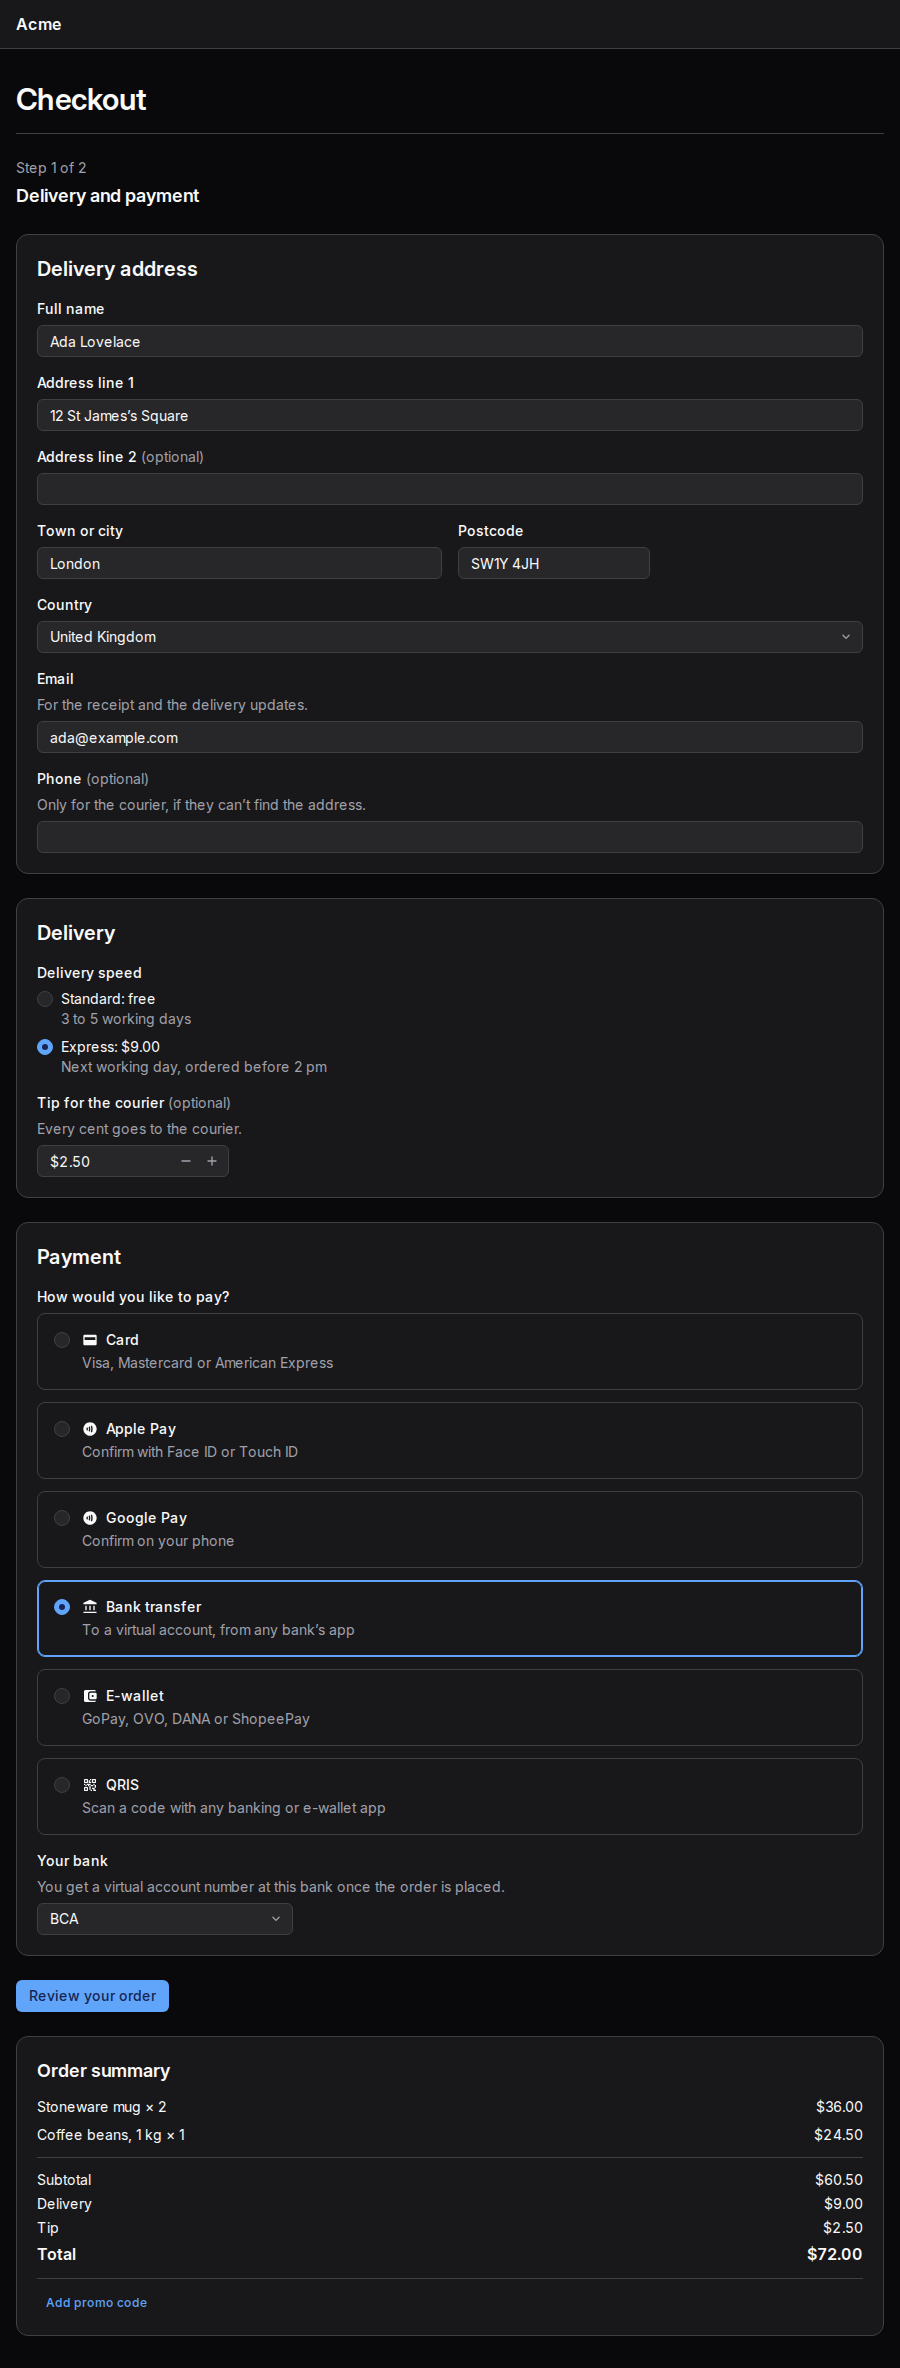 Acme
Checkout
Step 1 of 2
Delivery and payment
Delivery address
Full name
Ada Lovelace
Address line 1
12 St James’s Square
Address line 2 (optional)
Town or city
Postcode
London
SW1Y 4JH
Country
United Kingdom
Email
For the receipt and the delivery updates.
ada@example.com
Phone (optional)
Only for the courier, if they can’t find the address.
Delivery
Delivery speed
Standard: free
3 to 5 working days
Express: $9.00
Next working day, ordered before 2 pm
Tip for the courier (optional)
Every cent goes to the courier.
$2.50
Payment
How would you like to pay?
Card
Visa, Mastercard or American Express
Apple Pay
Confirm with Face ID or Touch ID
Google Pay
Confirm on your phone
Bank transfer
To a virtual account, from any bank’s app
E-wallet
GoPay, OVO, DANA or ShopeePay
QRIS
Scan a code with any banking or e-wallet app
Your bank
You get a virtual account number at this bank once the order is placed.
BCA
Review your order
Order summary
Stoneware mug × 2 $36.00
Coffee beans, 1 kg × 1 $24.50
Subtotal $60.50
Delivery $9.00
Tip $2.50
Total $72.00
Add promo code